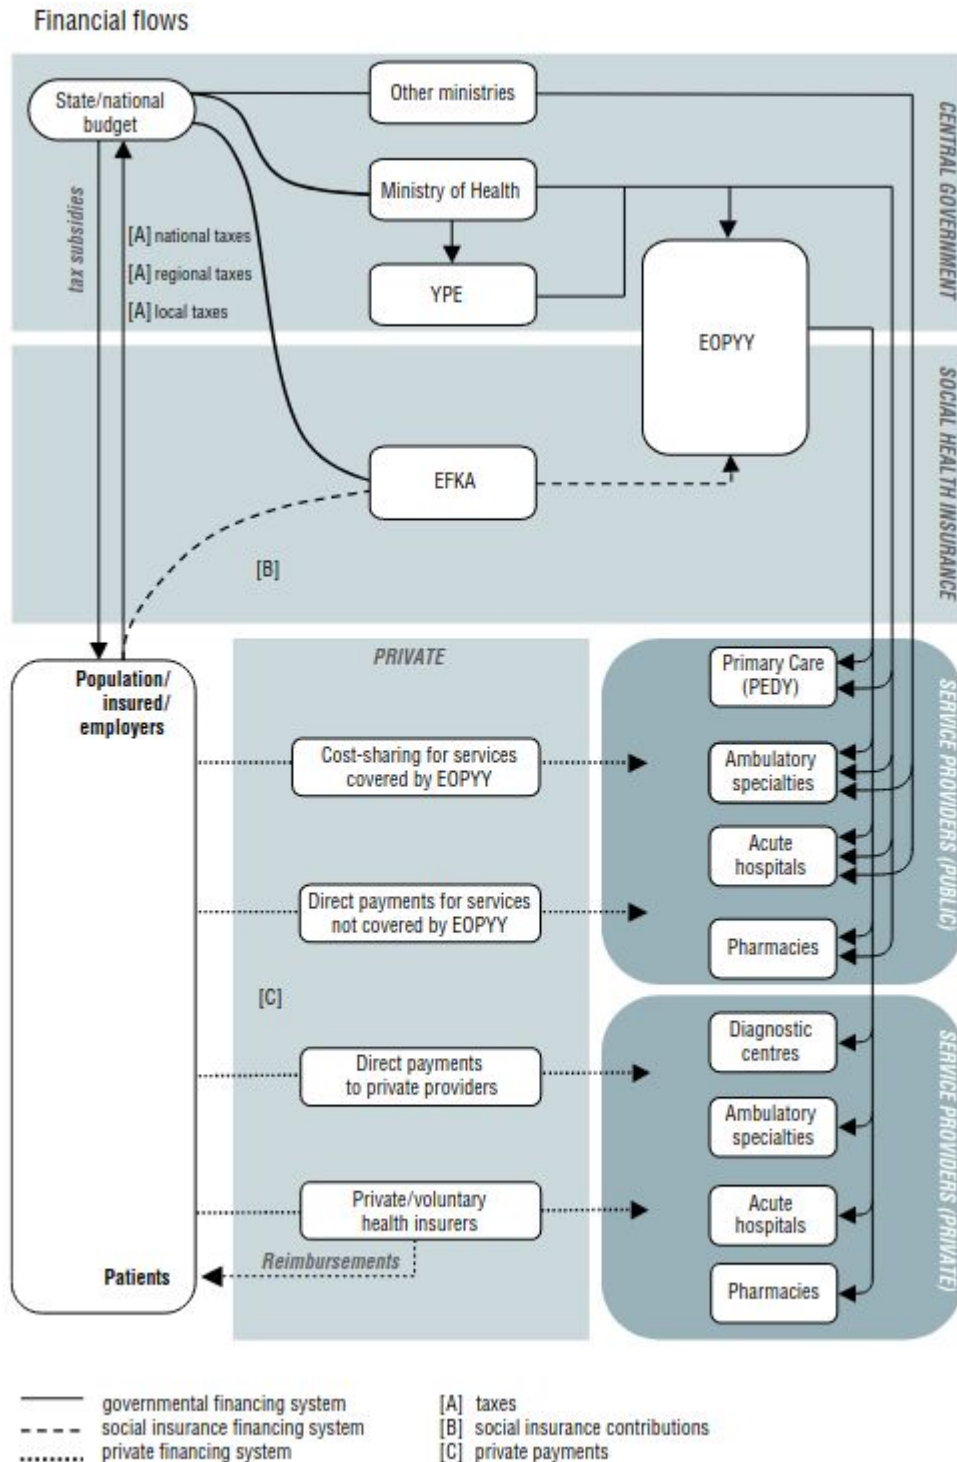 Financial flows
State/national
budget
Other ministries
Ministry of Health
YPE
tax subsidies
[A] national taxes
[A] regional taxes
[A] local taxes
EOPYY
CENTRAL GOVERNMENT
EFKA
[B]
SOCIAL HEALTH INSURANCE
Population/
insured/
employers
Patients
PRIVATE
Cost-sharing for services
covered by EOPYY
Direct payments for services
not covered by EOPYY
[C]
Direct payments
to private providers
Private/voluntary
health insurers
Reimbursements
Primary Care
(PEDY)
Ambulatory
specialties
Acute
hospitals
Pharmacies
SERVICE PROVIDERS (PUBLIC)
Diagnostic
centres
Ambulatory
specialties
Acute
hospitals
Pharmacies
SERVICE PROVIDERS (PRIVATE)
governmental financing system
social insurance financing system
private financing system
[A] taxes
[B] social insurance contributions
[C] private payments